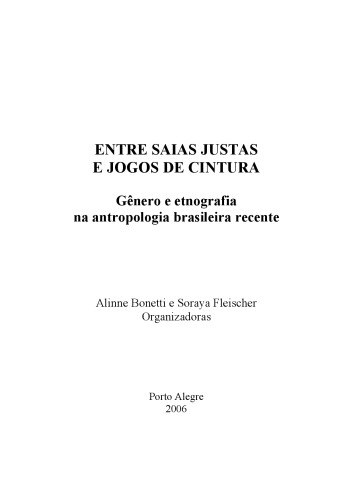 ENTRE SAIAS JUSTAS
E JOGOS DE CINTURA
Gênero e etnografia
na antropologia brasileira recente
Alinne Bonetti e Soraya Fleischer
Organizadoras
Porto Alegre
2006